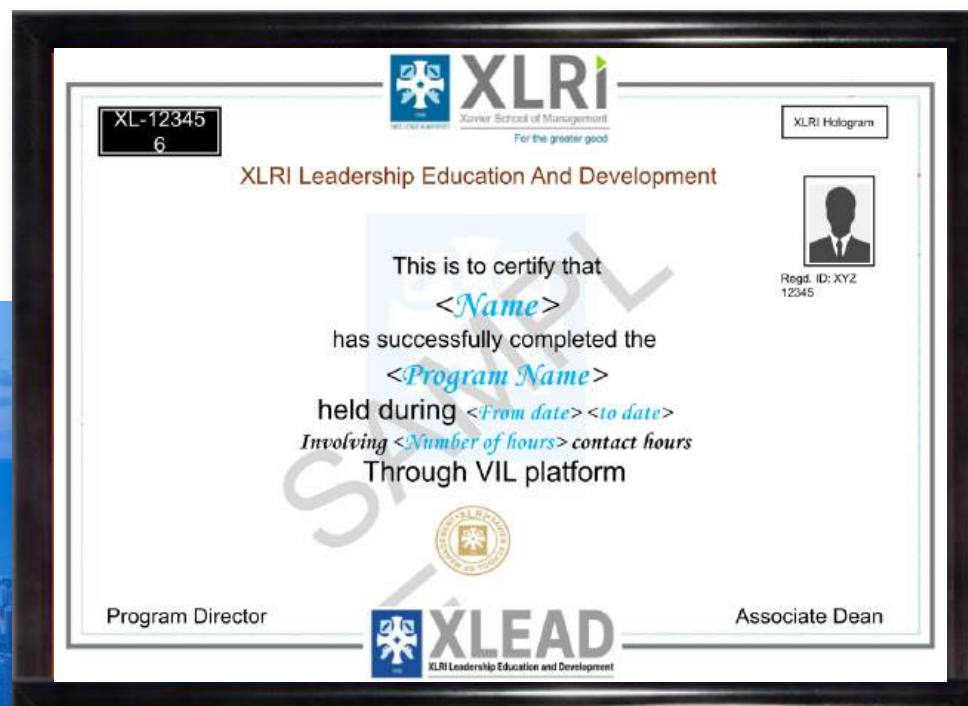 XLRi
Xavier School of Management
For the greater good
XL-12345
6
XLRI Hologram
XLRI Leadership Education And Development
Regd. ID: XYZ
12345
This is to certify that
<Name>
has successfully completed the
<Program Name>
held during <From date> <to date>
Involving <Number of hours> contact hours
Through VIL platform
SAMPL
Program Director
Associate Dean
XLEAD
XLRI Leadership Education and Development